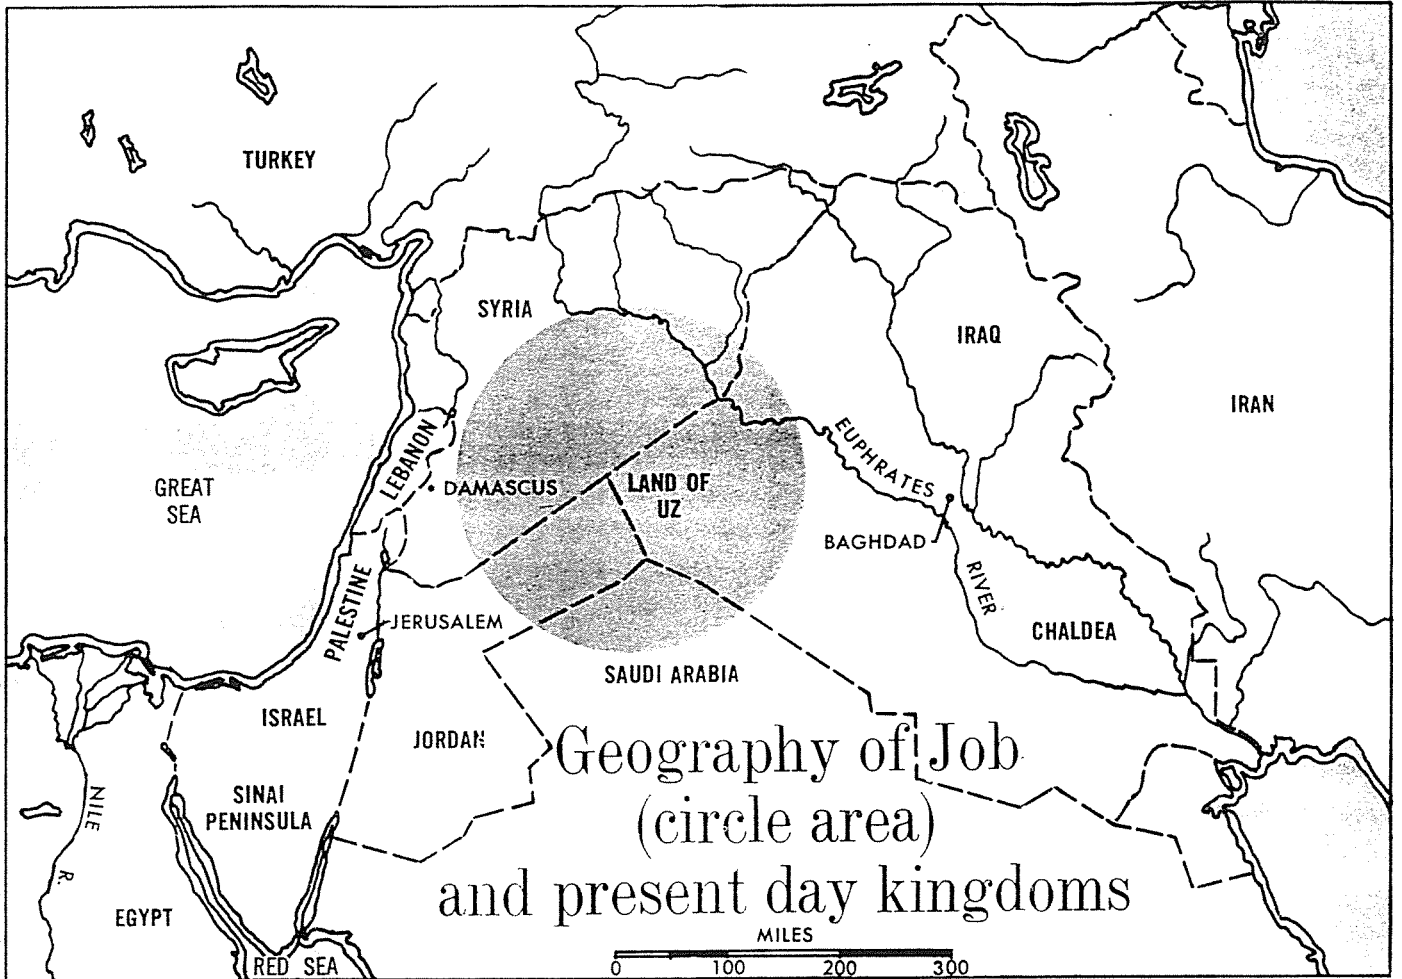 TURKEY
SYRIA
IRAQ
IRAN
LEBANON
EUPHRATES
GREAT
SEA
DAMASCUS
LAND OF
UZ
BAGHDAD
RIVER
PALESTINE
JERUSALEM
CHALDEA
SAUDI ARABIA
ISRAEL
JORDAN
Geography of Job
(circle area)
and present day kingdoms
SINAI
PENINSULA
NILE
R.
EGYPT
RED SEA
MILES
0 100 200 300